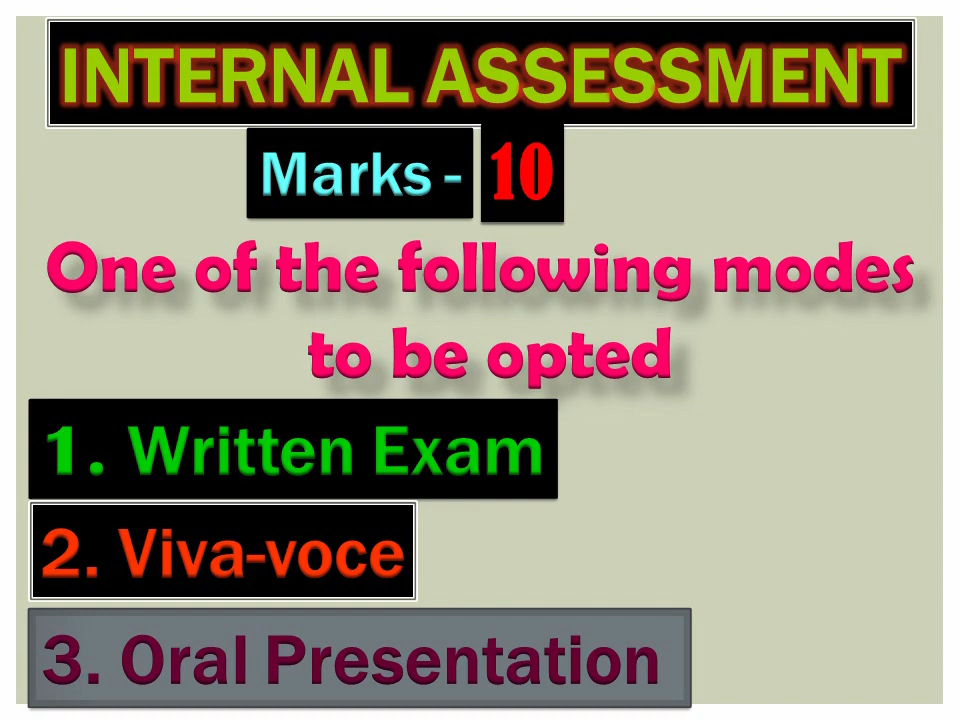 INTERNAL ASSESSMENT
Marks - 10
One of the following modes
to be opted
1. Written Exam
2. Viva-voce
3. Oral Presentation